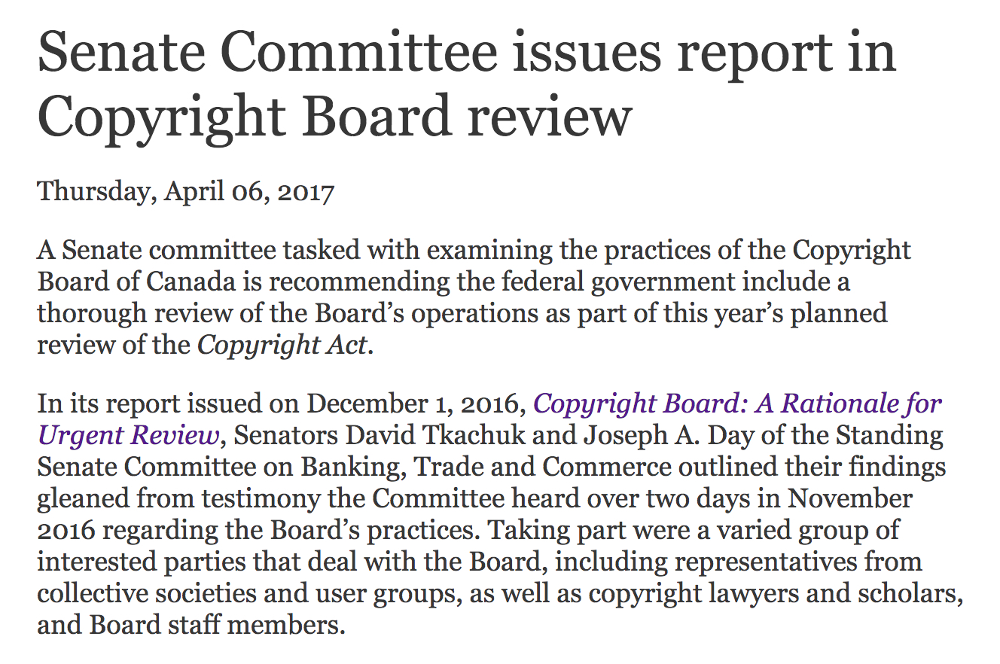 Senate Committee issues report in
Copyright Board review
Thursday, April 06, 2017
A Senate committee tasked with examining the practices of the Copyright
Board of Canada is recommending the federal government include a
thorough review of the Board’s operations as part of this year’s planned
review of the Copyright Act.
In its report issued on December 1, 2016, Copyright Board: A Rationale for
Urgent Review, Senators David Tkachuk and Joseph A. Day of the Standing
Senate Committee on Banking, Trade and Commerce outlined their findings
gleaned from testimony the Committee heard over two days in November
2016 regarding the Board’s practices. Taking part were a varied group of
interested parties that deal with the Board, including representatives from
collective societies and user groups, as well as copyright lawyers and scholars,
and Board staff members.